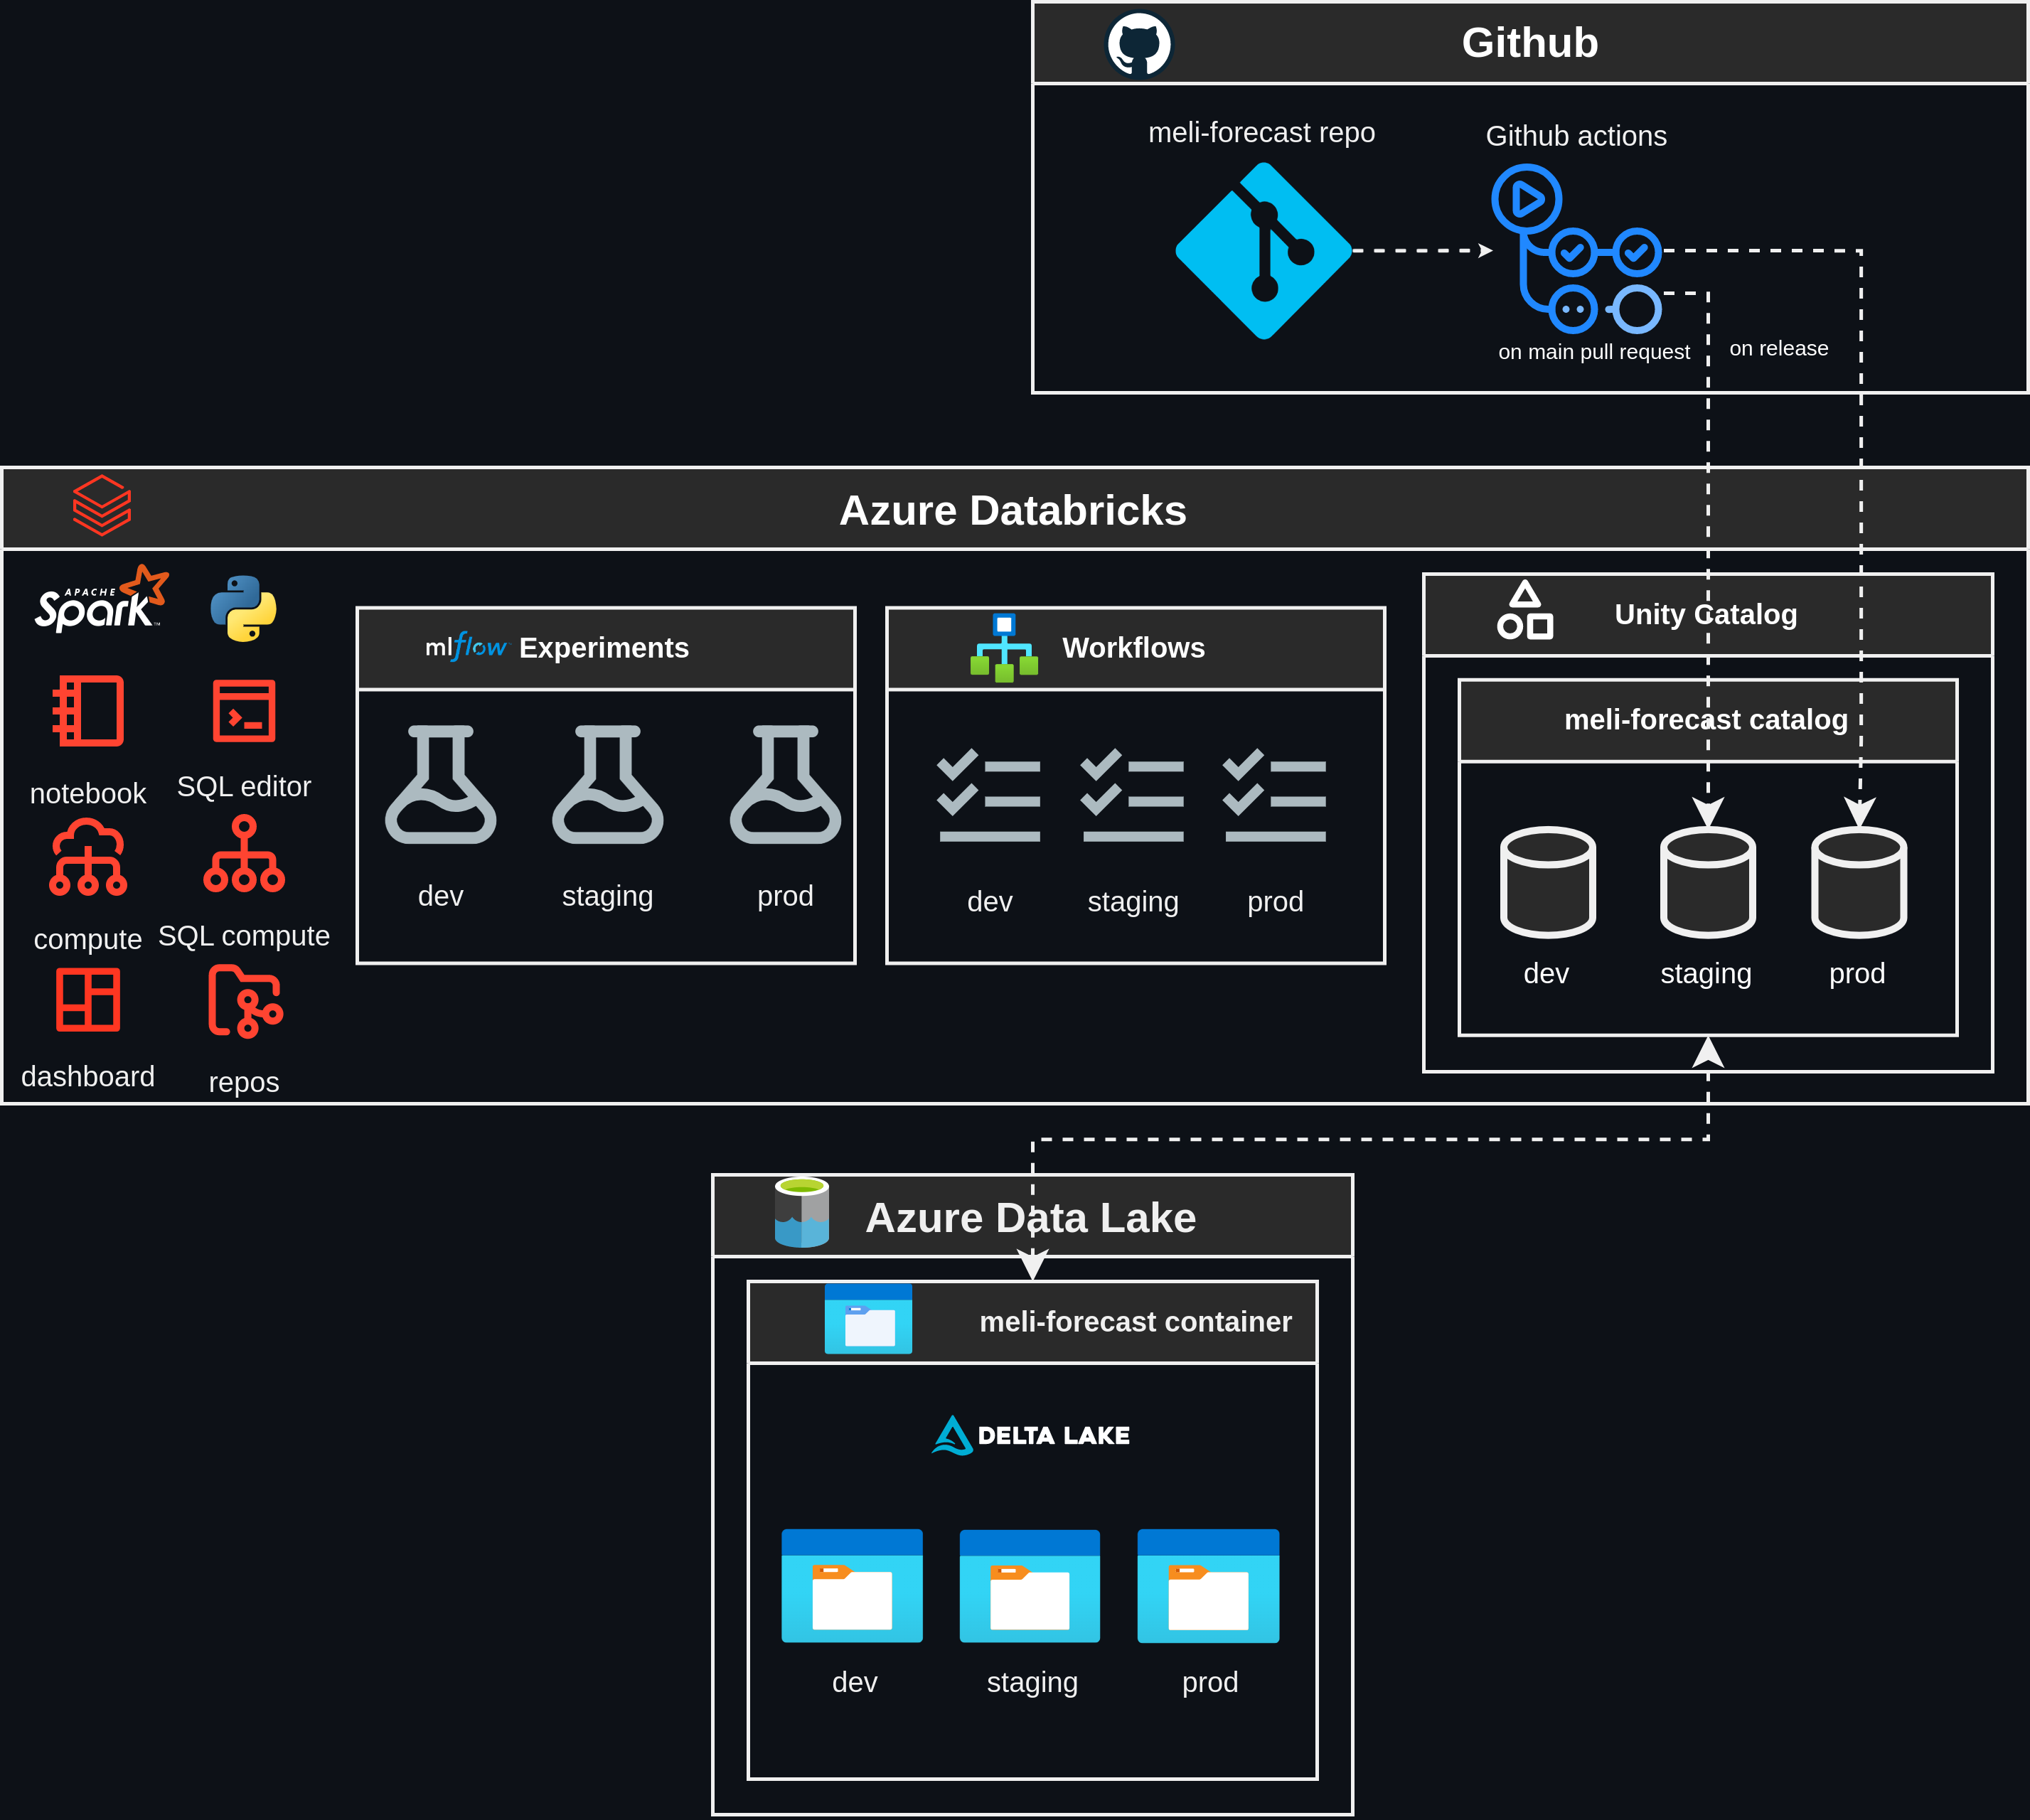 Github
meli-forecast repo
Github actions
on main pull request
on release
Azure Databricks
APACHE
Spark™
notebook
SQL editor
compute
SQL compute
dashboard
repos
mlflow Experiments
dev
staging
prod
Workflows
dev
staging
prod
Unity Catalog
meli-forecast catalog
dev
staging
prod
Azure Data Lake
meli-forecast container
DELTA LAKE
dev
staging
prod